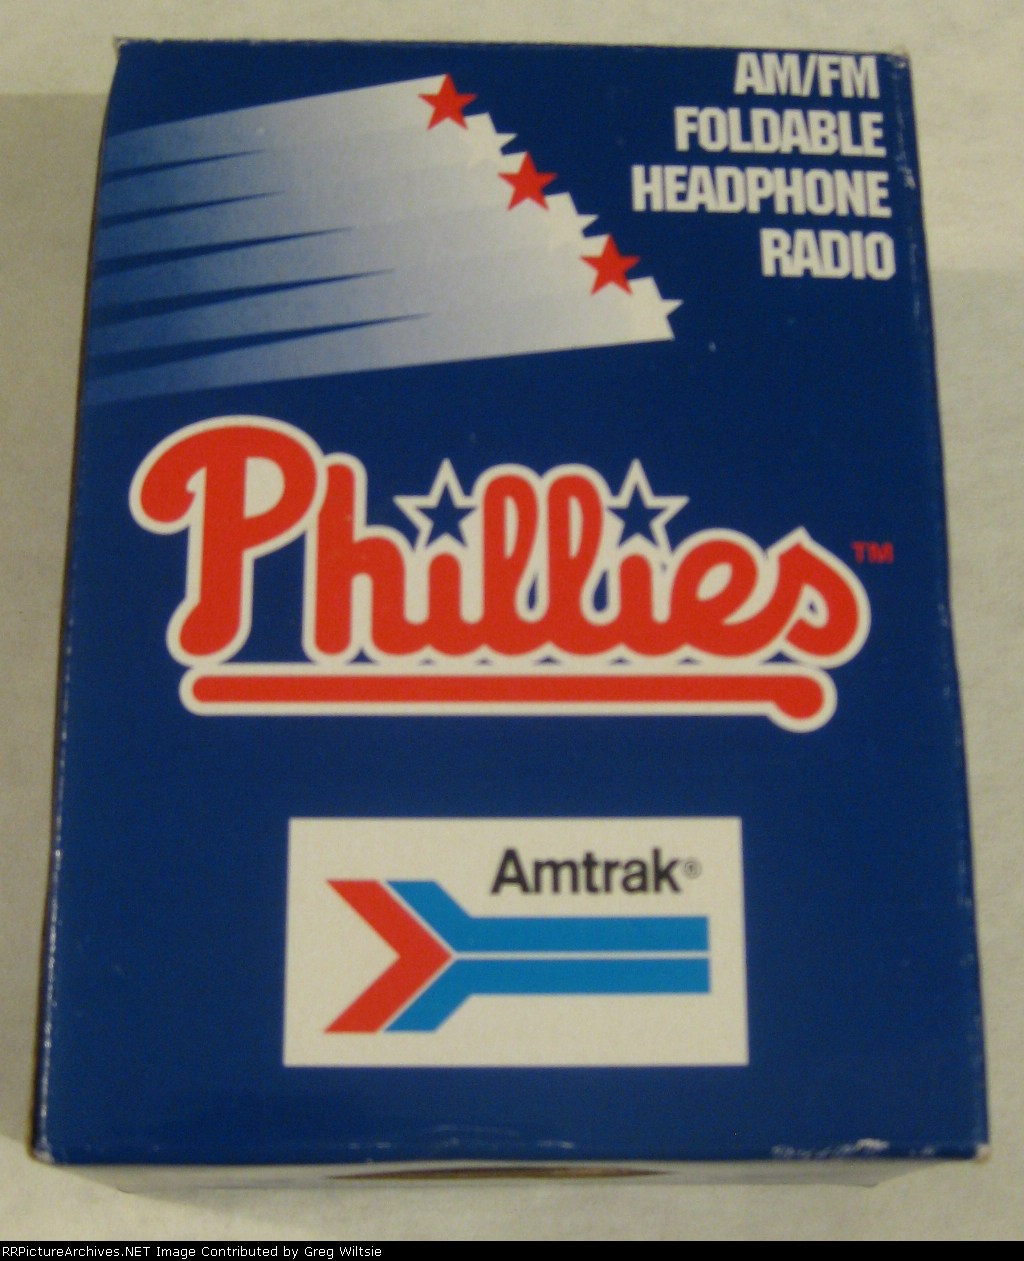 AM/FM
FOLDABLE
HEADPHONE
RADIO
Phillies™
Amtrak®
RRPictureArchives.NET Image Contributed by Greg Wiltsie